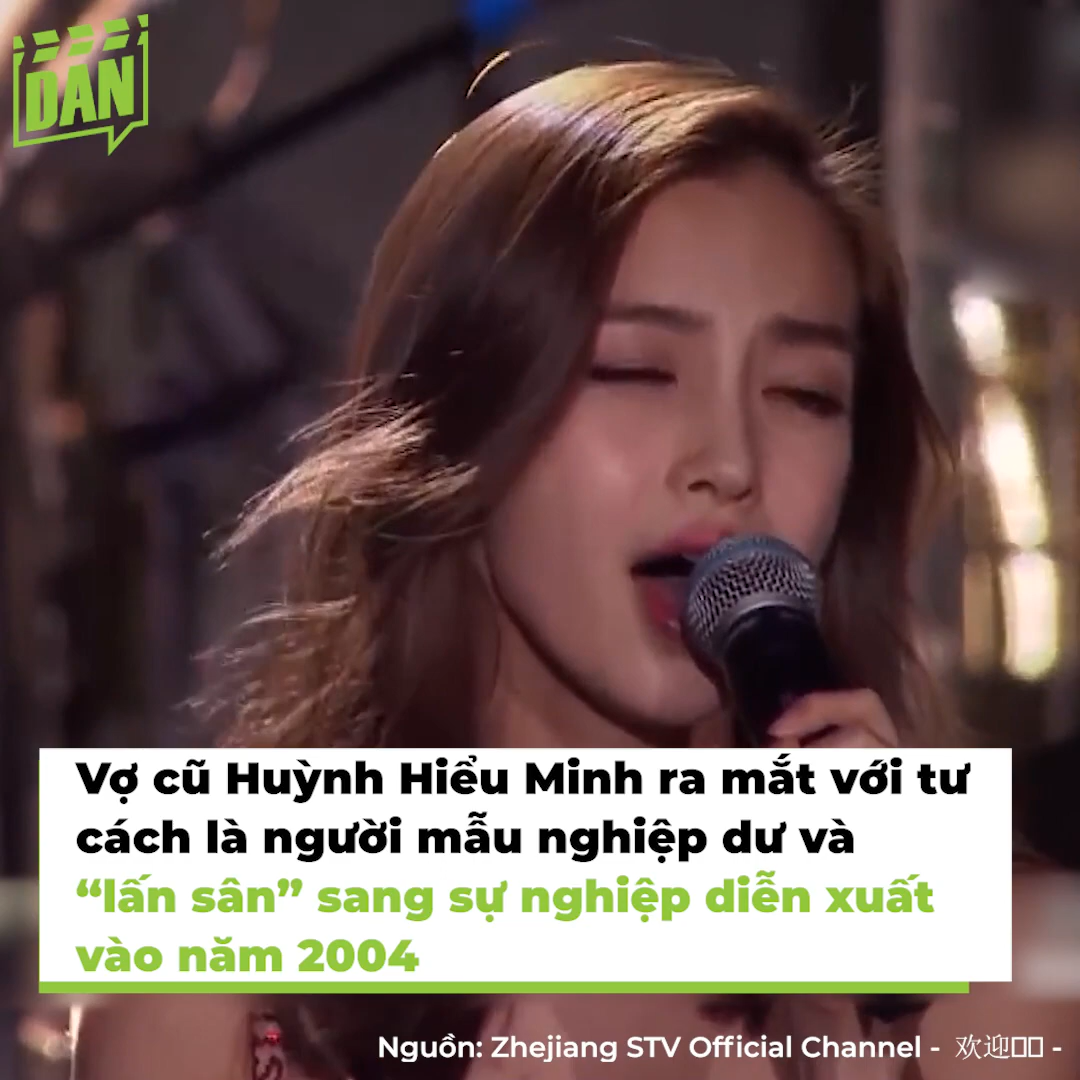 DAN
Vợ cũ Huỳnh Hiểu Minh ra mắt với tư
cách là người mẫu nghiệp dư và
“lấn sân” sang sự nghiệp diễn xuất
vào năm 2004
Nguồn: Zhejiang STV Official Channel - 欢迎▯▯ -